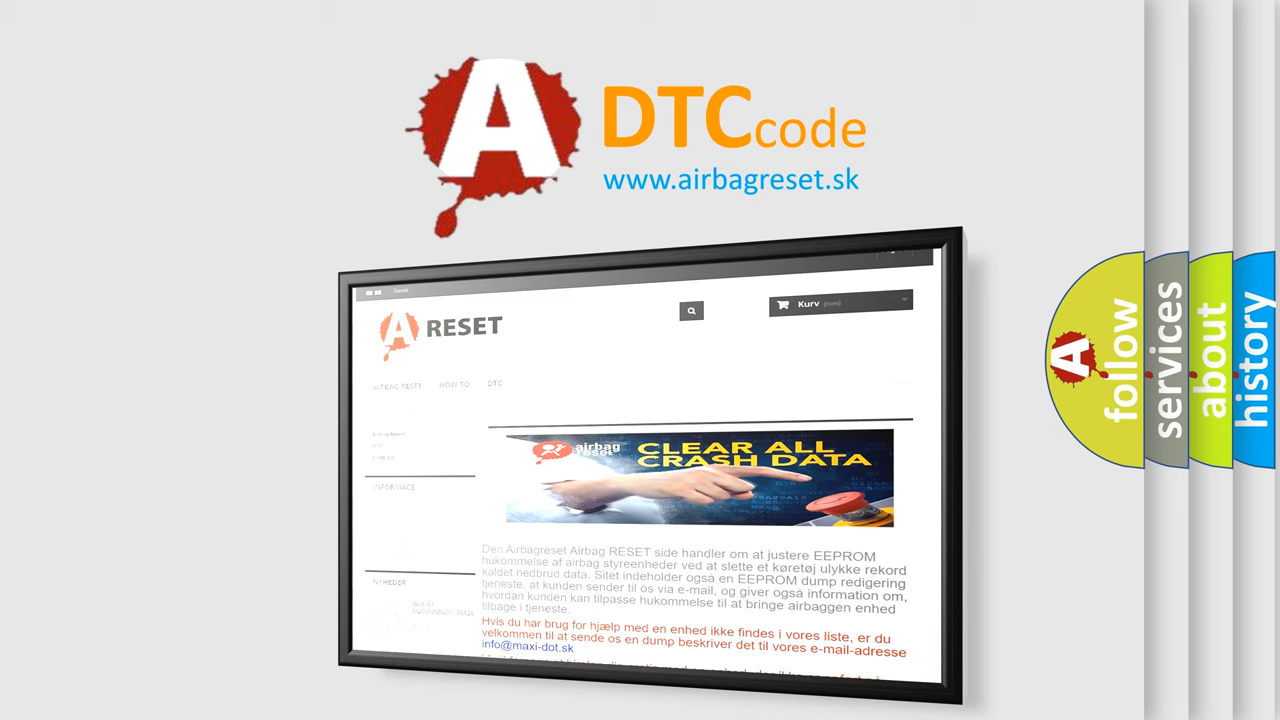 A
DTC code
www.airbagreset.sk
Dansk
A RESET
Kurv (tom)
AIRBAG RESET HOW TO DTC
INFORMACE
NYHEDER
airbag
reset
CLEAR ALL
CRASH DATA
Den Airbagreset Airbag RESET side handler om at justere EEPROM
hukommelse af airbag styreenheder ved at slette et køretøj ulykke rekord
kaldet nedbrud data. Sitet indeholder også en EEPROM dump redigering
tjeneste, at kunden sender til os via e-mail, og giver også information om,
hvordan kunden kan tilpasse hukommelse til at bringe airbaggen enhed
tilbage i tjeneste.
Hvis du har brug for hjælp med en enhed ikke findes i vores liste, er du
velkommen til at sende os en dump beskriver det til vores e-mail-adresse
info@maxi-dot.sk
A
follow
services
about
history